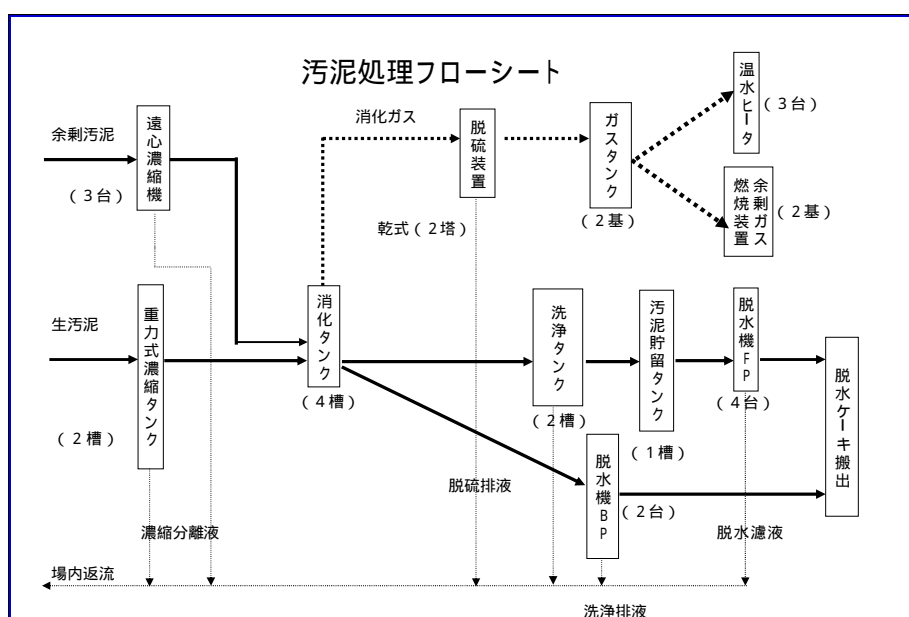 汚泥処理フローシート
余剰汚泥
(3台)
遠心濃縮機
消化ガス
脱硫装置
乾式(2塔)
ガスタンク
(2基)
温水ヒータ
(3台)
余剰ガス
燃焼装置
(2基)
生汚泥
(2槽)
重力式濃縮タンク
消化タンク
(4槽)
洗浄タンク
(2槽)
汚泥貯留タンク
(1槽)
脱水機FP
(4台)
脱水機BP
(2台)
脱水ケーキ搬出
濃縮分離液
脱硫排液
脱水濾液
場内返流
洗浄排液